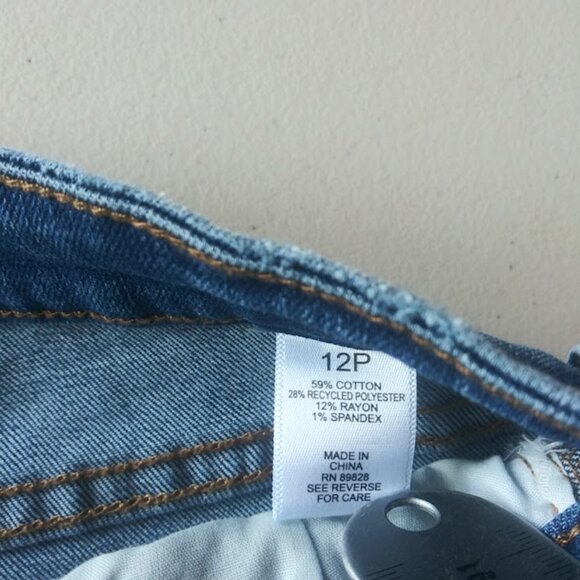 12P
59% COTTON
28% RECYCLED POLYESTER
12% RAYON
1% SPANDEX
MADE IN
CHINA
RN 89828
SEE REVERSE
FOR CARE